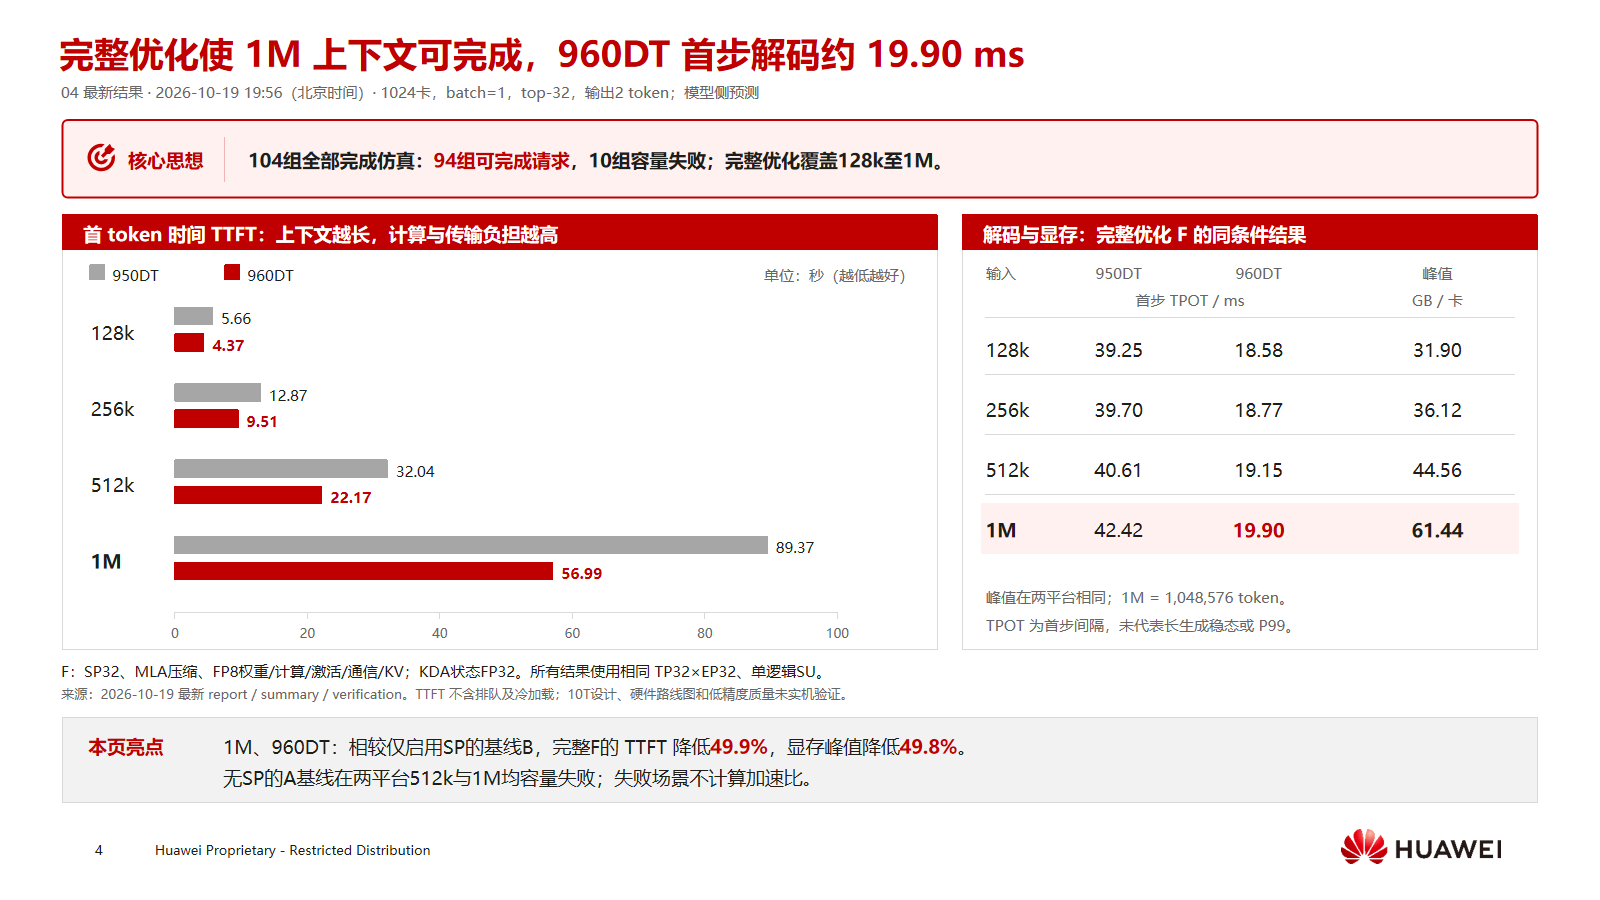 完整优化使 1M 上下文可完成，960DT 首步解码约 19.90 ms
04 最新结果 · 2026-10-19 19:56（北京时间）· 1024卡，batch=1，top-32，输出2 token；模型侧预测
核心思想
104组全部完成仿真：94组可完成请求，10组容量失败；完整优化覆盖128k至1M。
首 token 时间 TTFT：上下文越长，计算与传输负担越高
950DT 960DT 单位：秒（越低越好）
128k 5.66
4.37
256k 12.87
9.51
512k 32.04
22.17
1M 89.37
56.99
0 20 40 60 80 100
解码与显存：完整优化 F 的同条件结果
输入 950DT 960DT 峰值
首步 TPOT / ms GB / 卡
128k 39.25 18.58 31.90
256k 39.70 18.77 36.12
512k 40.61 19.15 44.56
1M 42.42 19.90 61.44
峰值在两平台相同；1M = 1,048,576 token。
TPOT 为首步间隔，未代表长生成稳态或 P99。
F：SP32、MLA压缩、FP8权重/计算/激活/通信/KV；KDA状态FP32。所有结果使用相同 TP32×EP32、单逻辑SU。
来源：2026-10-19 最新 report / summary / verification。TTFT 不含排队及冷加载；10T设计、硬件路线图和低精度质量未实机验证。
本页亮点
1M、960DT：相较仅启用SP的基线B，完整F的 TTFT 降低49.9%，显存峰值降低49.8%。
无SP的A基线在两平台512k与1M均容量失败；失败场景不计算加速比。
4 Huawei Proprietary - Restricted Distribution
HUAWEI